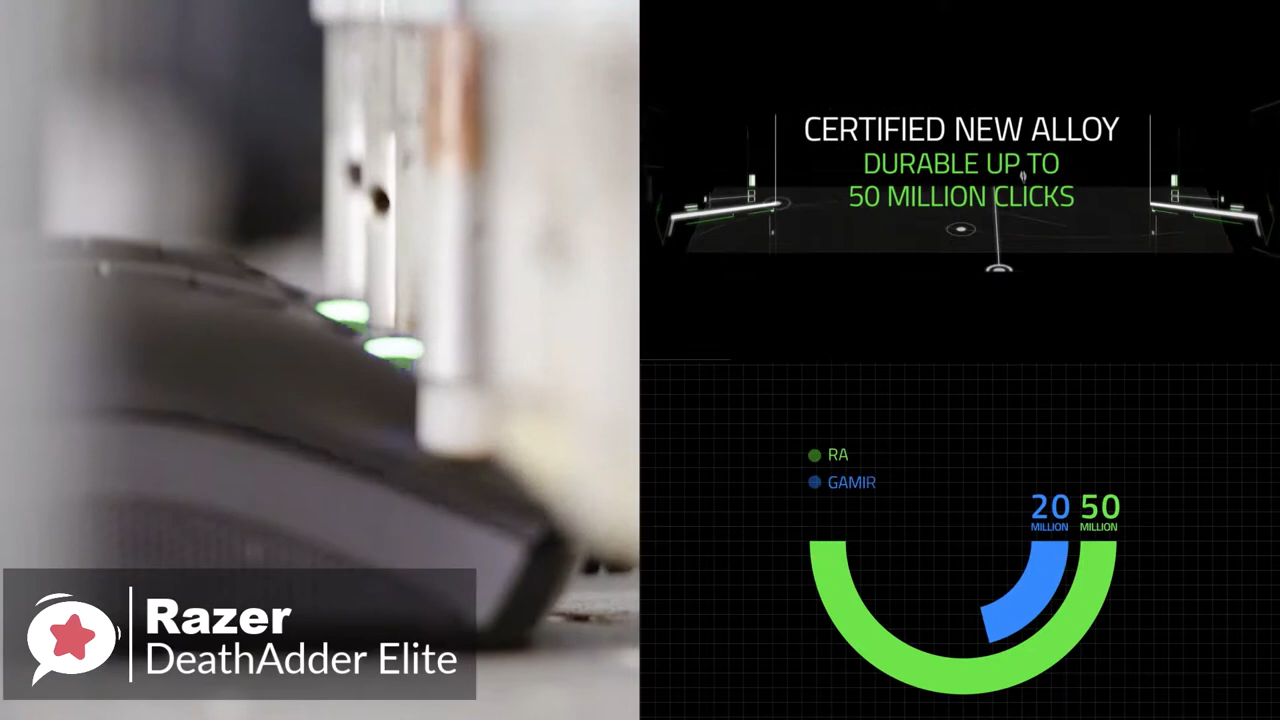 CERTIFIED NEW ALLOY
DURABLE UP TO
50 MILLION CLICKS
RA
GAMIR
20 50
MILLION MILLION
Razer
DeathAdder Elite